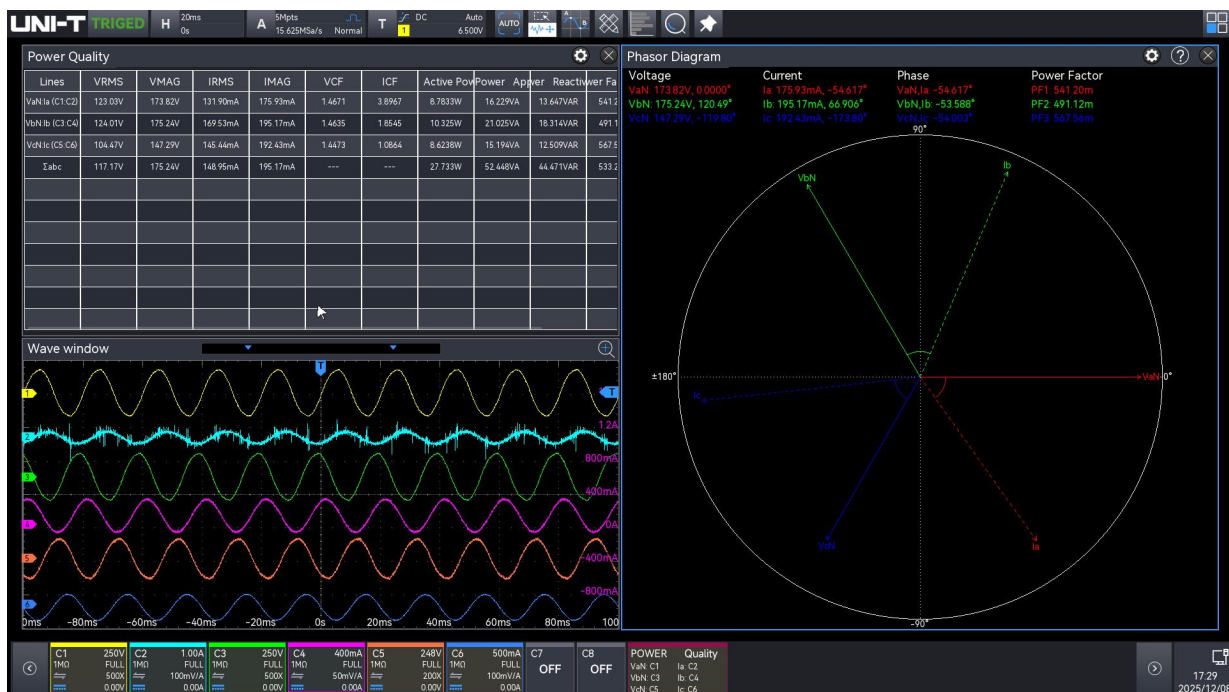 UNI-T TRIGED H 20ms 0s A 5Mpts 15.625MSa/s Normal T 1 DC Auto 6.500V AUTO
Power Quality
Lines VRMS VMAG IRMS IMAG VCF ICF Active Pow Power Ap wer Reactiv wer Fa
VaN:Ia (C1:C2) 123.03V 173.82V 131.90mA 175.93mA 1.4671 3.8967 8.7833W 16.229VA 13.647VAR 541.2
VbN:Ib (C3:C4) 124.01V 175.24V 169.53mA 195.17mA 1.4635 1.8545 10.325W 21.025VA 18.314VAR 491.1
VcN:Ic (C5:C6) 104.47V 147.29V 145.44mA 192.43mA 1.4473 1.0864 8.6238W 15.194VA 12.509VAR 567.5
Σabc 117.17V 175.24V 148.95mA 195.17mA --- --- 27.733W 52.448VA 44.471VAR 533.2
Phasor Diagram
Voltage Current Phase Power Factor
VaN: 173.82V, 0.0000° Ia: 175.93mA, -54.617° VaN,Ia: -54.617° PF1: 541.20m
VbN: 175.24V, 120.49° Ib: 195.17mA, 66.906° VbN,Ib: -53.588° PF2: 491.12m
VcN: 147.29V, -119.80° Ic: 192.43mA, -173.80° VcN,Ic: -54.003° PF3: 567.56m
90°
Ib
VbN
±180°
VaN 0°
Ic
VcN
Ia
-90°
Wave window
T
T
1
1.2A
2
800mA
3
400mA
4
0A
5
-400mA
-800mA
6
0ms -80ms -60ms -40ms -20ms 0s 20ms 40ms 60ms 80ms 100
C1 250V C2 1.00A C3 250V C4 400mA C5 248V C6 500mA C7 C8 POWER Quality
1MΩ FULL 1MΩ FULL 1MΩ FULL 1MΩ FULL 1MΩ FULL 1MΩ FULL OFF OFF VaN: C1 Ia: C2
500X 100mV/A 500X 50mV/A 200X 100mV/A VbN: C3 Ib: C4
0.00V 0.00A 0.00V 0.00A 0.00V 0.00A VcN: C5 Ic: C6
17:29
2025/12/0